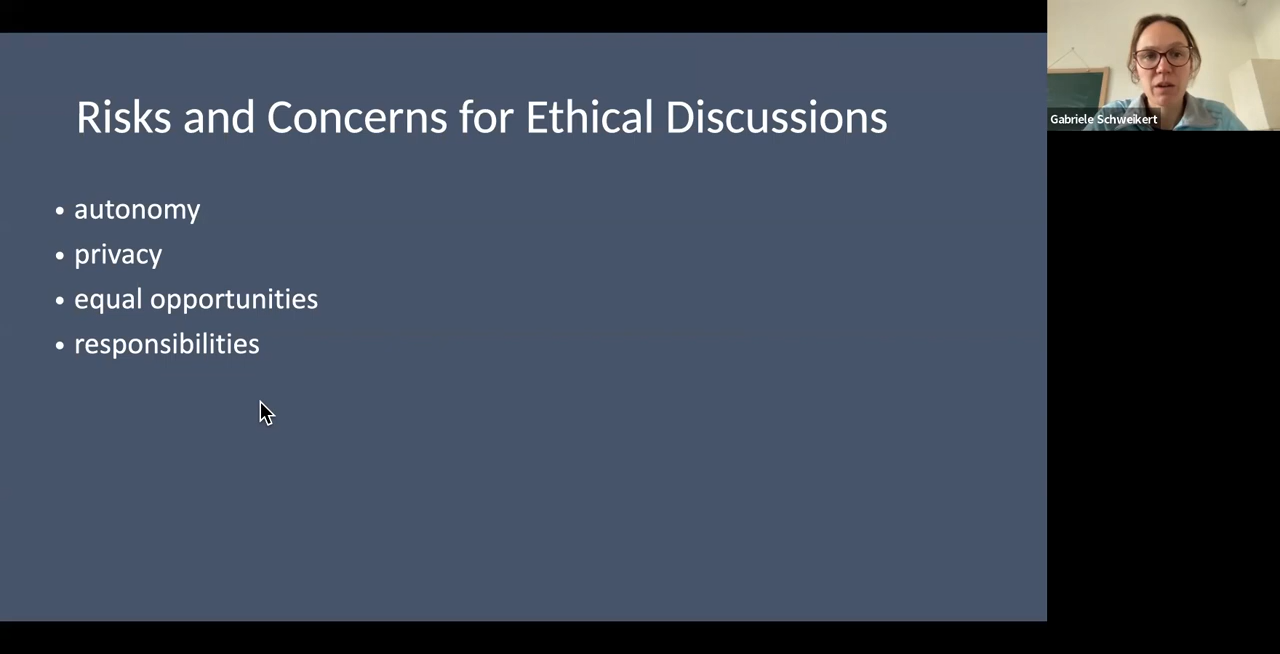 Risks and Concerns for Ethical Discussions
• autonomy
• privacy
• equal opportunities
• responsibilities
Gabriele Schweikert